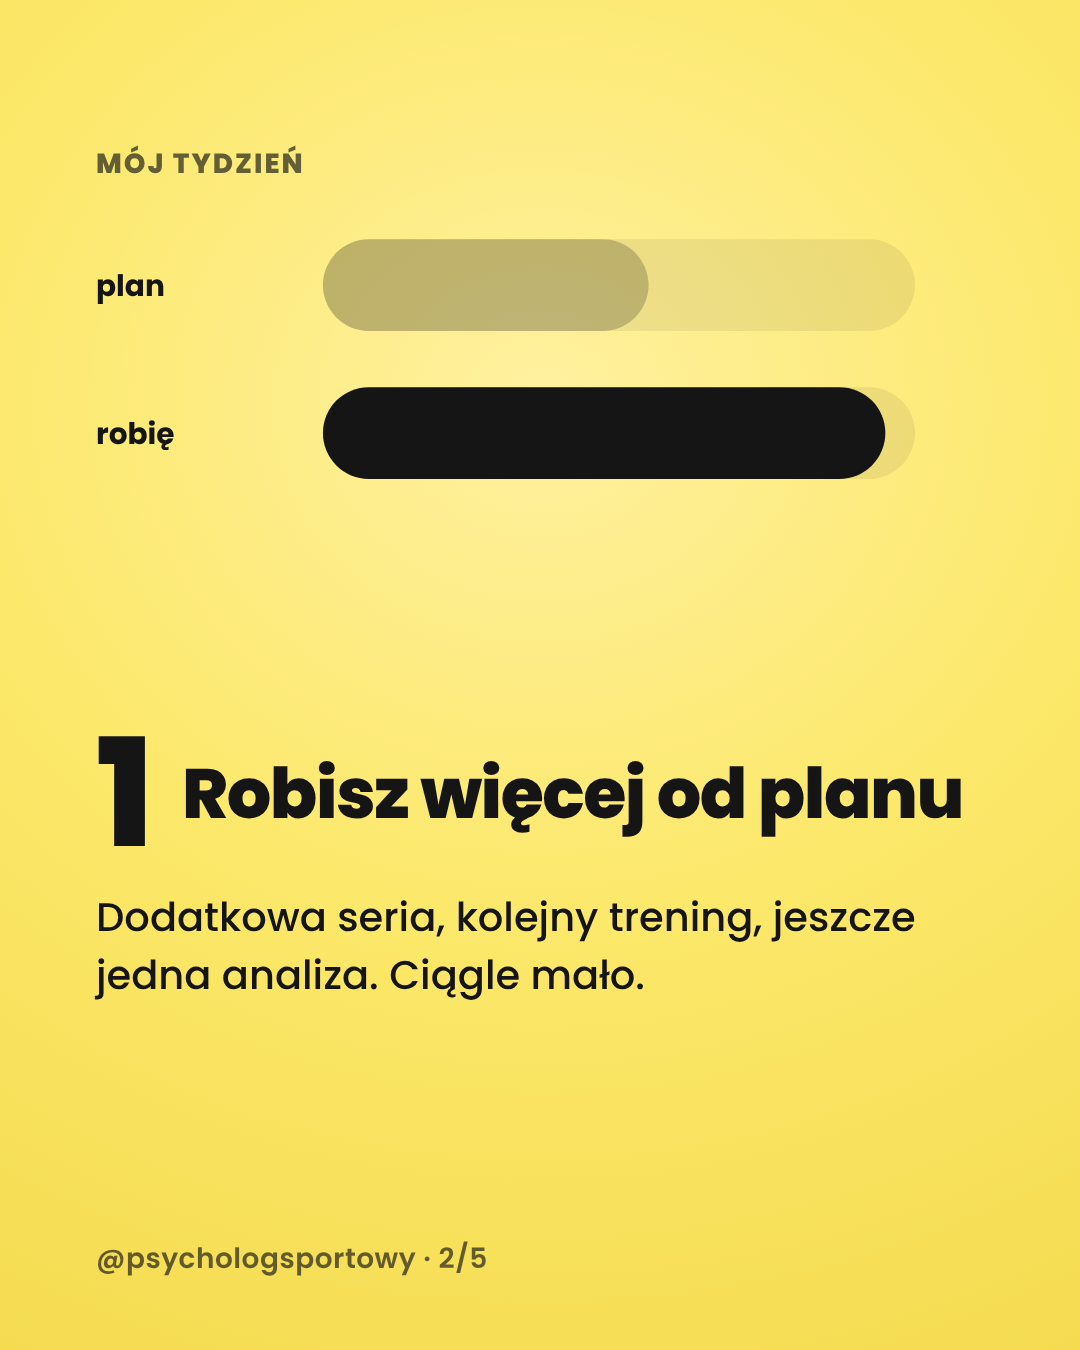 MÓJ TYDZIEŃ
plan
robię
1 Robisz więcej od planu
Dodatkowa seria, kolejny trening, jeszcze
jedna analiza. Ciągle mało.
@psychologsportowy · 2/5